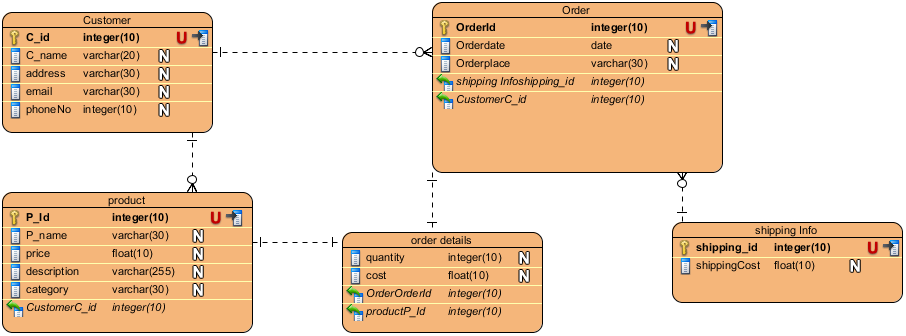 Customer
C_id integer(10) U
C_name varchar(20) N
address varchar(30) N
email varchar(30) N
phoneNo integer(10) N
Order
OrderId integer(10) U
Orderdate date N
Orderplace varchar(30) N
shipping Infoshipping_id integer(10)
CustomerC_id integer(10)
product
P_Id integer(10) U
P_name varchar(30) N
price float(10) N
description varchar(255) N
category varchar(30) N
CustomerC_id integer(10)
order details
quantity integer(10) N
cost float(10) N
OrderOrderId integer(10)
productP_Id integer(10)
shipping Info
shipping_id integer(10) U
shippingCost float(10) N